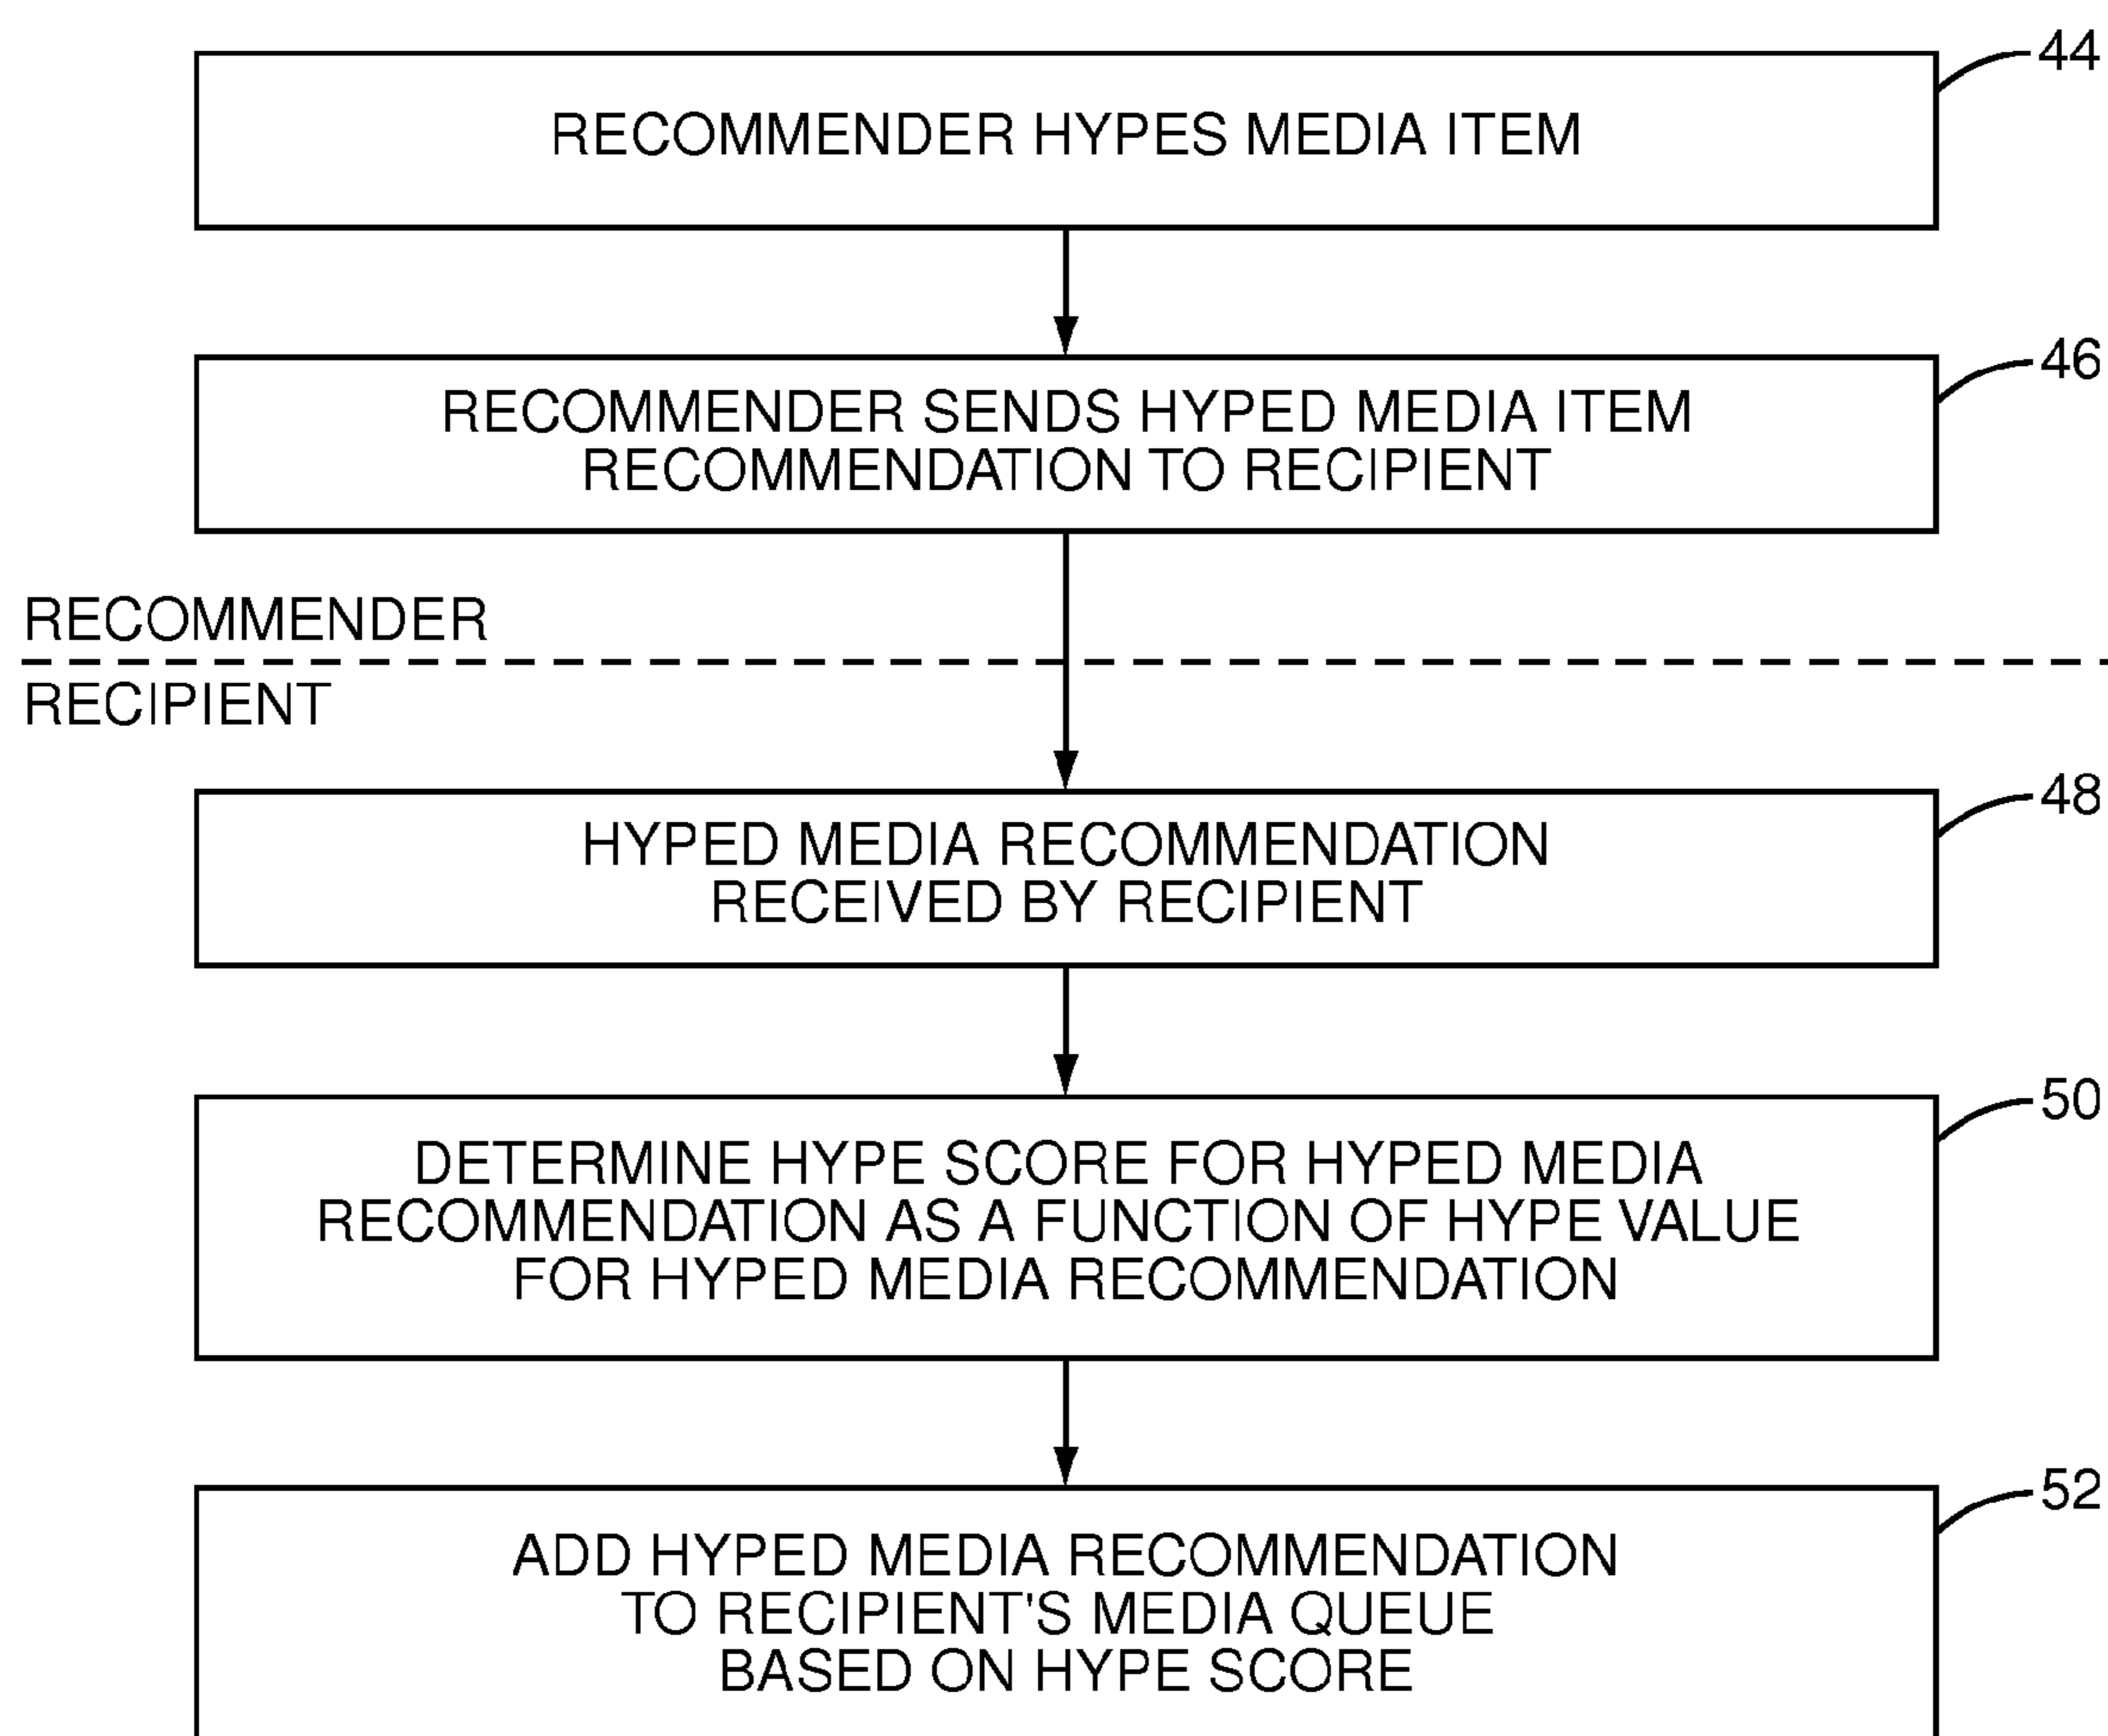 44
RECOMMENDER HYPES MEDIA ITEM
46
RECOMMENDER SENDS HYPED MEDIA ITEM
RECOMMENDATION TO RECIPIENT
RECOMMENDER
RECIPIENT
48
HYPED MEDIA RECOMMENDATION
RECEIVED BY RECIPIENT
50
DETERMINE HYPE SCORE FOR HYPED MEDIA
RECOMMENDATION AS A FUNCTION OF HYPE VALUE
FOR HYPED MEDIA RECOMMENDATION
52
ADD HYPED MEDIA RECOMMENDATION
TO RECIPIENT'S MEDIA QUEUE
BASED ON HYPE SCORE